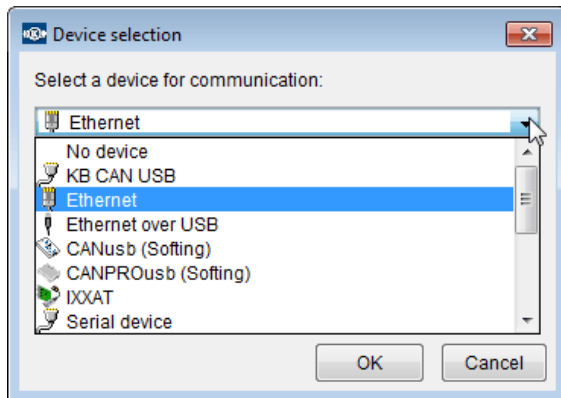 Device selection
Select a device for communication:
Ethernet
No device
KB CAN USB
Ethernet
Ethernet over USB
CANusb (Softing)
CANPROusb (Softing)
IXXAT
Serial device
OK Cancel